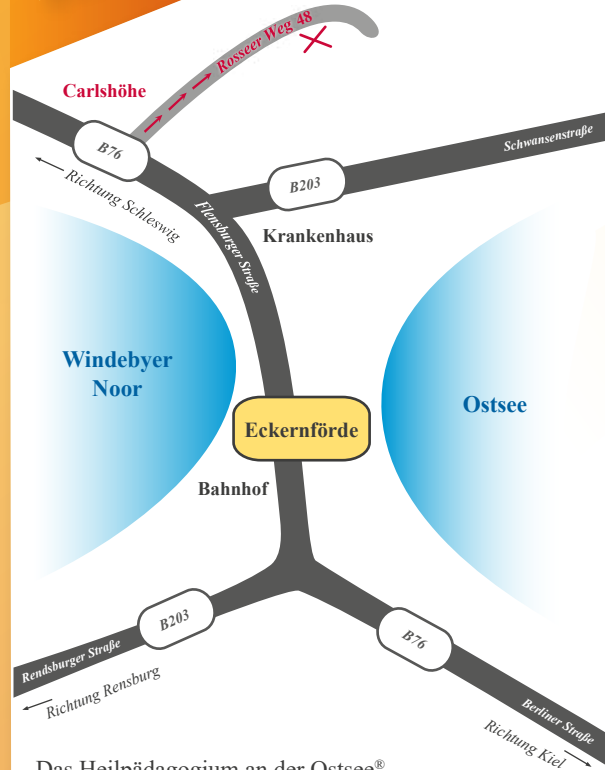 Rosseer Weg 48
Carlshöhe
B76
Schwansenstraße
B203
Richtung Schleswig
Flensburger Straße
Krankenhaus
Windebyer
Noor
Ostsee
Eckernförde
Bahnhof
B203
B76
Rendsburger Straße
Richtung Rensburg
Berliner Straße
Richtung Kiel
Das Heilpädagogium an der Ostsee®